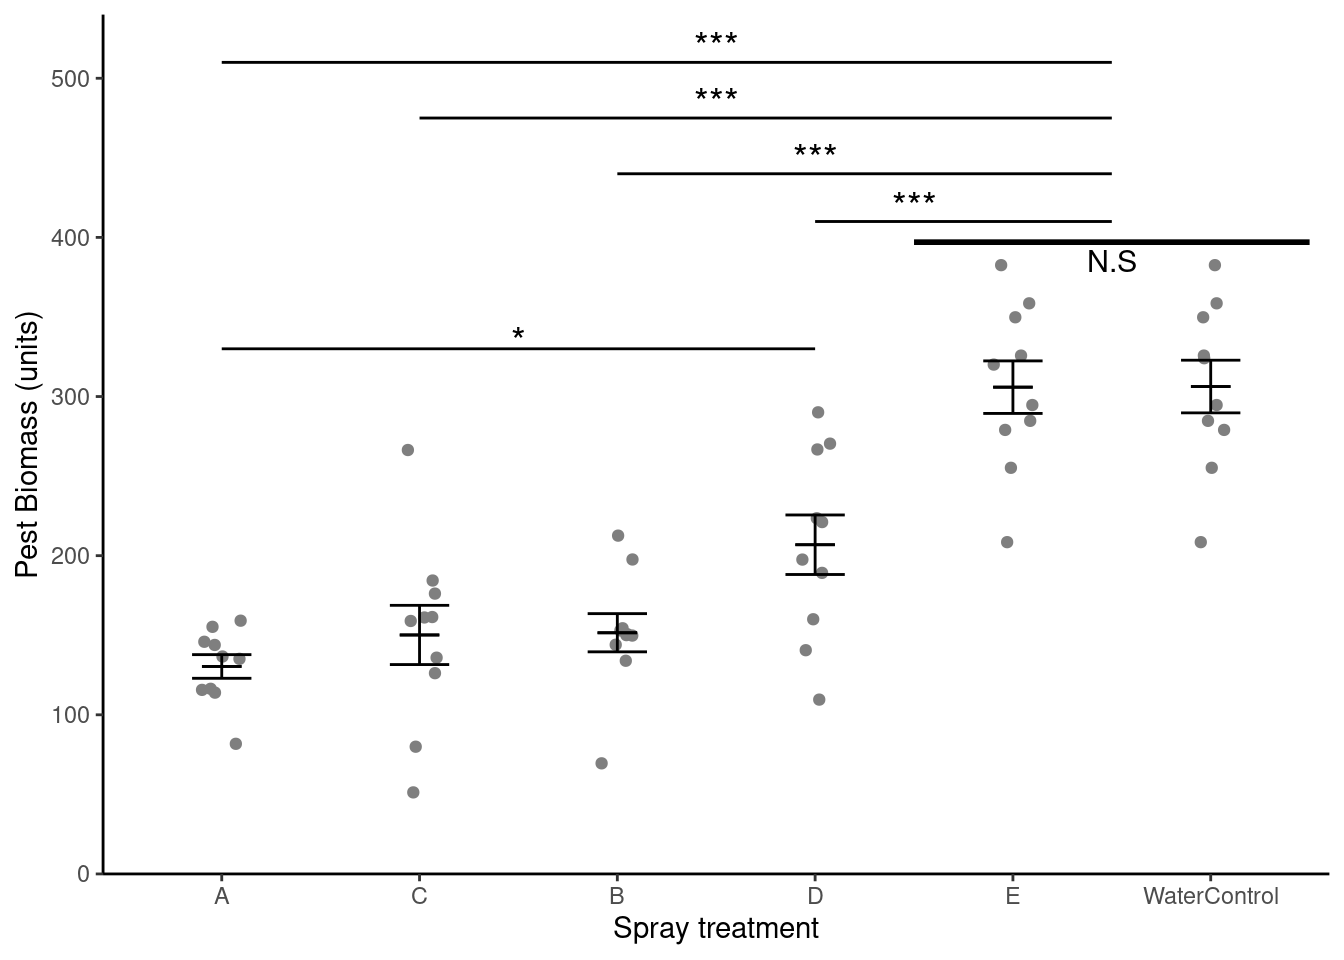 ***
***
***
***
N.S
*
500
400
300
200
100
0
Pest Biomass (units)
A C B D E WaterControl
Spray treatment